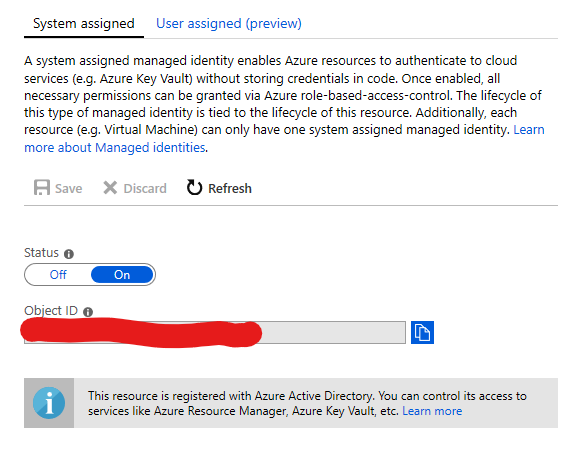 System assigned
User assigned (preview)
A system assigned managed identity enables Azure resources to authenticate to cloud
services (e.g. Azure Key Vault) without storing credentials in code. Once enabled, all
necessary permissions can be granted via Azure role-based-access-control. The lifecycle of
this type of managed identity is tied to the lifecycle of this resource. Additionally, each
resource (e.g. Virtual Machine) can only have one system assigned managed identity. Learn
more about Managed identities.
Save
Discard
Refresh
Status
Off
On
Object ID
This resource is registered with Azure Active Directory. You can control its access to
services like Azure Resource Manager, Azure Key Vault, etc. Learn more